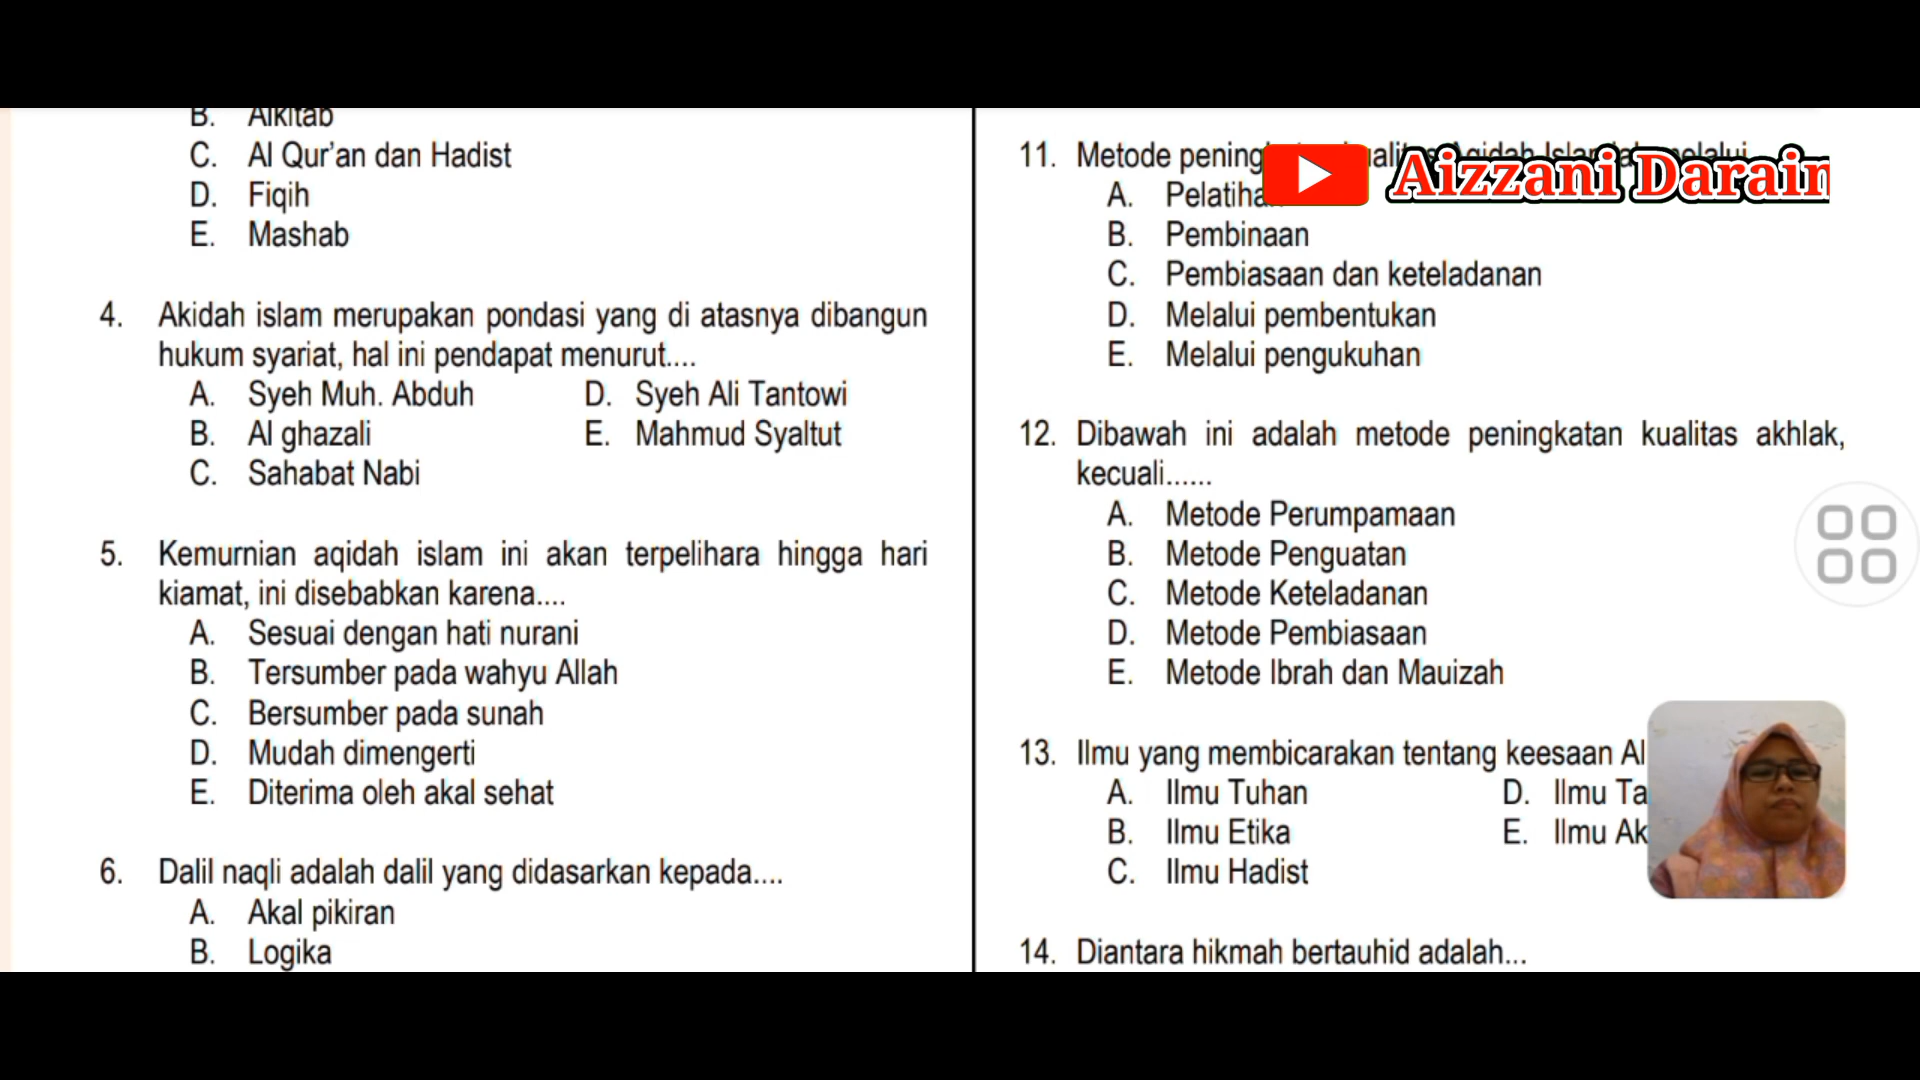 B. Alkitab
C. Al Qur'an dan Hadist
D. Fiqih
E. Mashab
4. Akidah islam merupakan pondasi yang di atasnya dibangun
hukum syariat, hal ini pendapat menurut....
A. Syeh Muh. Abduh D. Syeh Ali Tantowi
B. Al ghazali E. Mahmud Syaltut
C. Sahabat Nabi
5. Kemurnian aqidah islam ini akan terpelihara hingga hari
kiamat, ini disebabkan karena....
A. Sesuai dengan hati nurani
B. Tersumber pada wahyu Allah
C. Bersumber pada sunah
D. Mudah dimengerti
E. Diterima oleh akal sehat
6. Dalil naqli adalah dalil yang didasarkan kepada....
A. Akal pikiran
B. Logika
11. Metode
Aizzani Darain
A.
B. Pembinaan
C. Pembiasaan dan keteladanan
D. Melalui pembentukan
E. Melalui pengukuhan
12. Dibawah ini adalah metode peningkatan kualitas akhlak,
kecuali......
A. Metode Perumpamaan
B. Metode Penguatan
C. Metode Keteladanan
D. Metode Pembiasaan
E. Metode Ibrah dan Mauizah
13. Ilmu yang membicarakan tentang keesaan Al
A. Ilmu Tuhan D. Ilmu Ta
B. Ilmu Etika E. Ilmu Ak
C. Ilmu Hadist
14. Diantara hikmah bertauhid adalah...